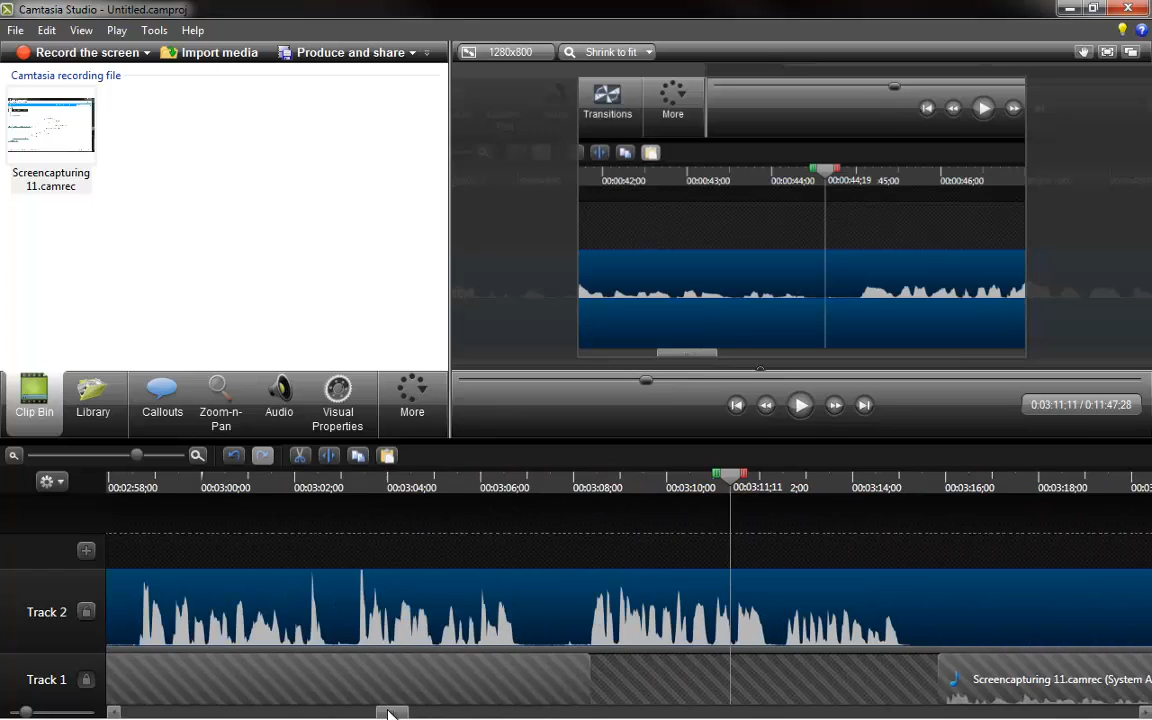 Camtasia Studio - Untitled.camproj
File Edit View Play Tools Help
Record the screen Import media Produce and share
1280x800 Shrink to fit
Camtasia recording file
Screencapturing
11.camrec
Transitions More
00:00:42;00 00:00:43;00 00:00:44;00 00:00:44;19 :45;00 00:00:46;00
Clip Bin Library Callouts Zoom-n-
Pan Audio Visual
Properties More
0:03:11;11 / 0:11:47;28
00:02:58;00 00:03:00;00 00:03:02;00 00:03:04;00 00:03:06;00 00:03:08;00 00:03:10;00 00:03:11;11 2;00 00:03:14;00 00:03:16;00 00:03:18;00 00:03
Track 2
Track 1 Screencapturing 11.camrec (System A